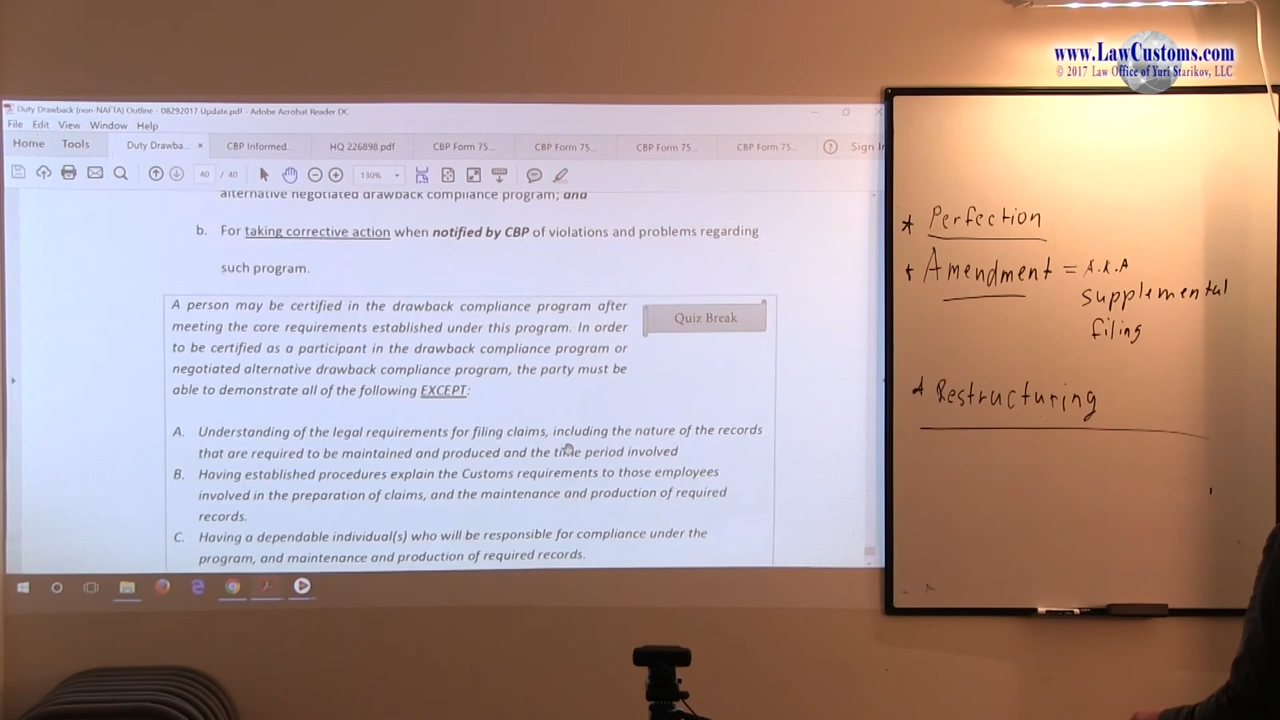 www.LawCustoms.com
© 2017 Law Office of Yuri Starikov, LLC
Duty Drawback (non-NAFTA) Outline - 08292017 Update.pdf - Adobe Acrobat Reader DC
File Edit View Window Help
Home Tools Duty Drawba... × CBP Informed... HQ 226898.pdf CBP Form 75... CBP Form 75... CBP Form 75... CBP Form 75... Sign In
40 / 40 130%
alternative negotiated drawback compliance program; and
b. For taking corrective action when notified by CBP of violations and problems regarding
such program.
A person may be certified in the drawback compliance program after
meeting the core requirements established under this program. In order
to be certified as a participant in the drawback compliance program or
negotiated alternative drawback compliance program, the party must be
able to demonstrate all of the following EXCEPT:
Quiz Break
A. Understanding of the legal requirements for filing claims, including the nature of the records
that are required to be maintained and produced and the time period involved
B. Having established procedures explain the Customs requirements to those employees
involved in the preparation of claims, and the maintenance and production of required
records.
C. Having a dependable individual(s) who will be responsible for compliance under the
program, and maintenance and production of required records.
* Perfection
* Amendment = A.K.A
supplemental
filing
* Restructuring